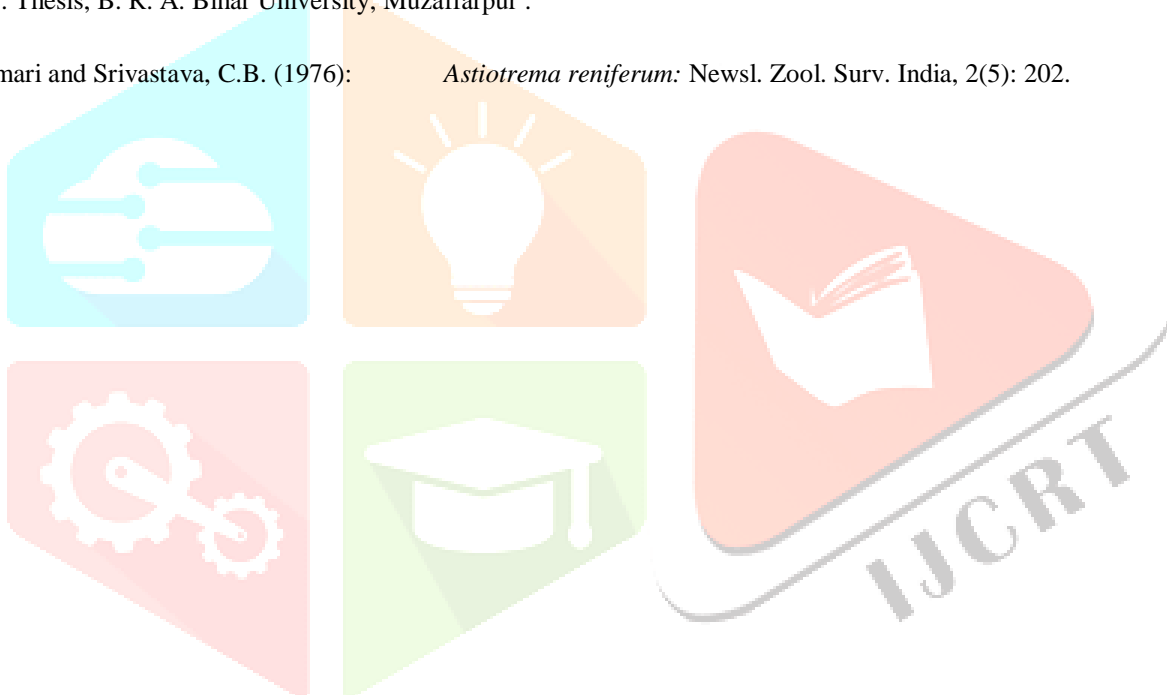 . Thesis, B. R. A. Bihar University, Muzaffarpur .
mari and Srivastava, C.B. (1976): Astiotrema reniferum: Newsl. Zool. Surv. India, 2(5): 202.
IJCRT